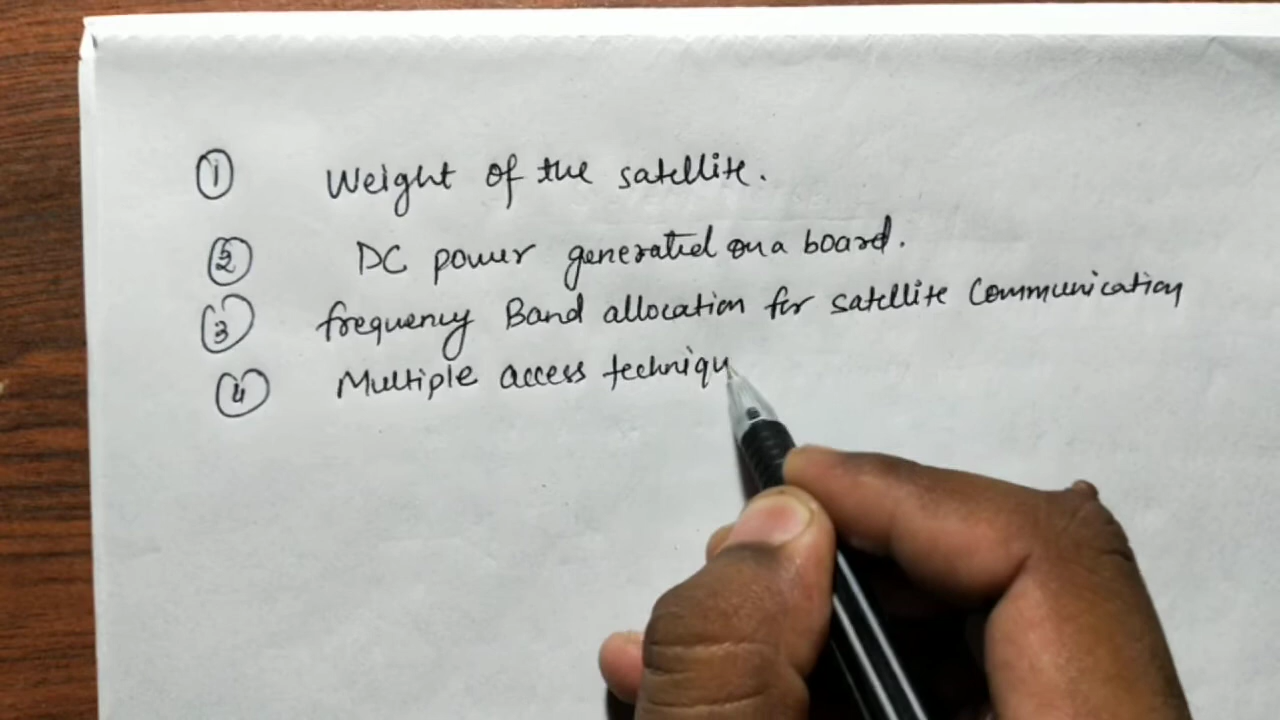 ① Weight of the satellite.
② DC power generated on a board.
③ frequency Band allocation for satellite Communication
④ Multiple access techniqu